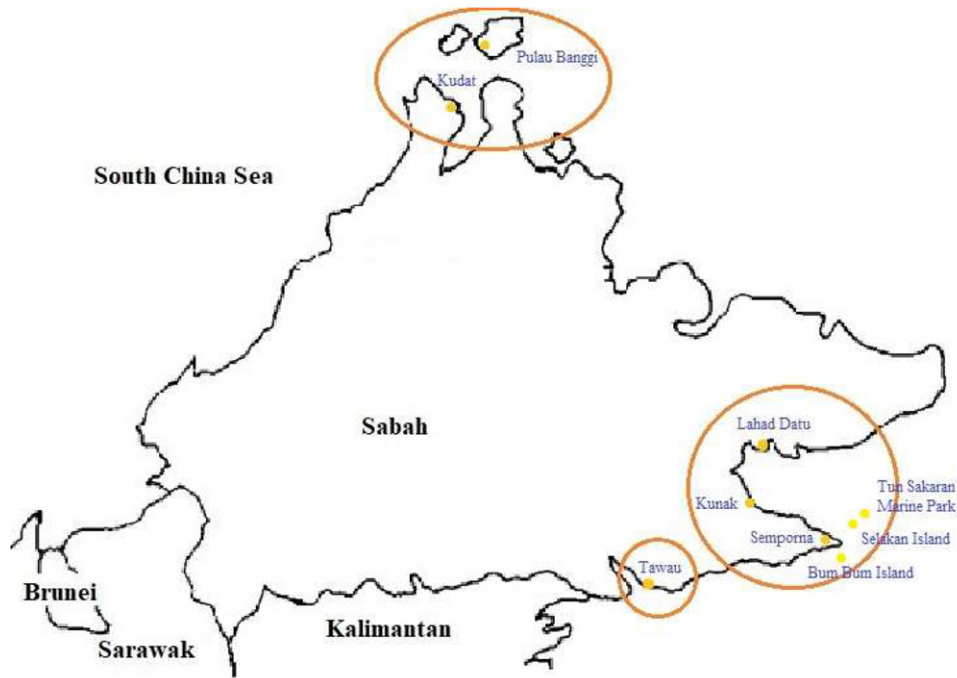 Pulau Banggi
Kudat
South China Sea
Sabah
Lahad Datu
Tun Sakaran
Marine Park
Kunak
Selakan Island
Semporna
Bum Bum Island
Tawau
Brunei
Kalimantan
Sarawak